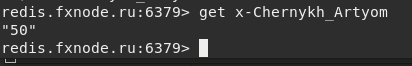 redis.fxnode.ru:6379> get x-Chernykh_Artyom
"50"
redis.fxnode.ru:6379>